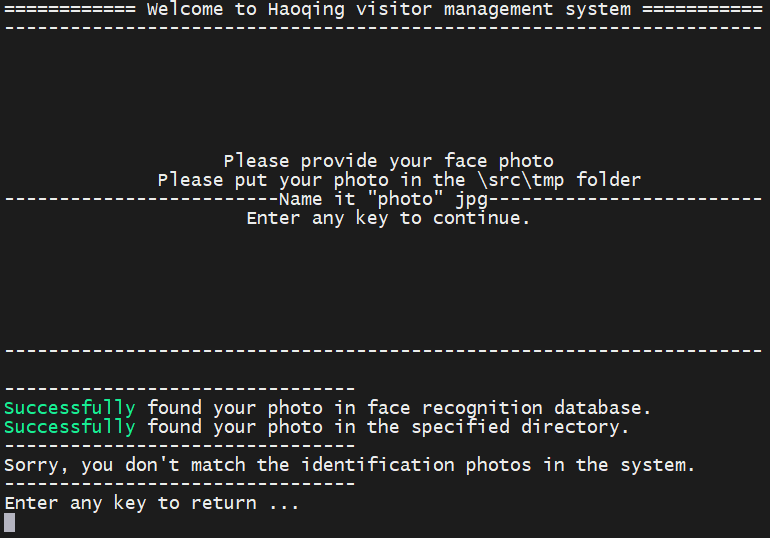 ============ Welcome to Haoqing visitor management system ===========
---------------------------------------------------------------------
Please provide your face photo
Please put your photo in the \src\tmp folder
-------------------------Name it "photo" jpg-------------------------
Enter any key to continue.
---------------------------------------------------------------------
--------------------------------
Successfully found your photo in face recognition database.
Successfully found your photo in the specified directory.
--------------------------------
Sorry, you don't match the identification photos in the system.
--------------------------------
Enter any key to return ...